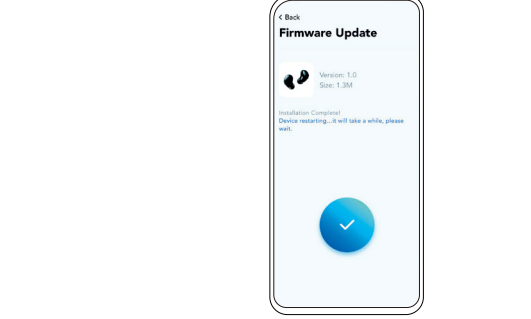 < Back
Firmware Update
Version: 1.0
Size: 1.3M
Installation Complete!
Device restarting...it will take a while, please
wait.